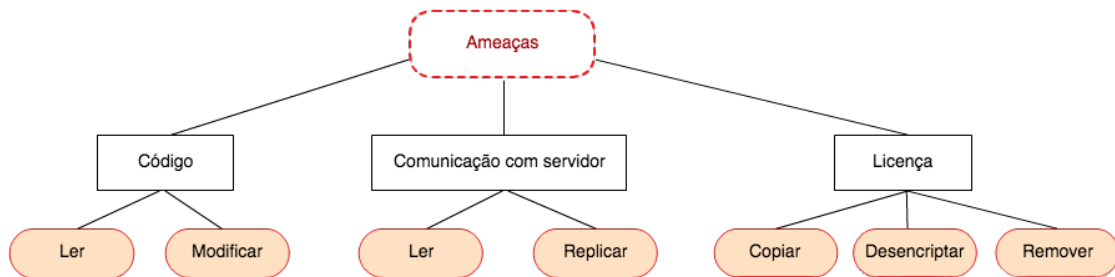 Ameaças
Código
Comunicação com servidor
Licença
Ler
Modificar
Ler
Replicar
Copiar
Desencriptar
Remover